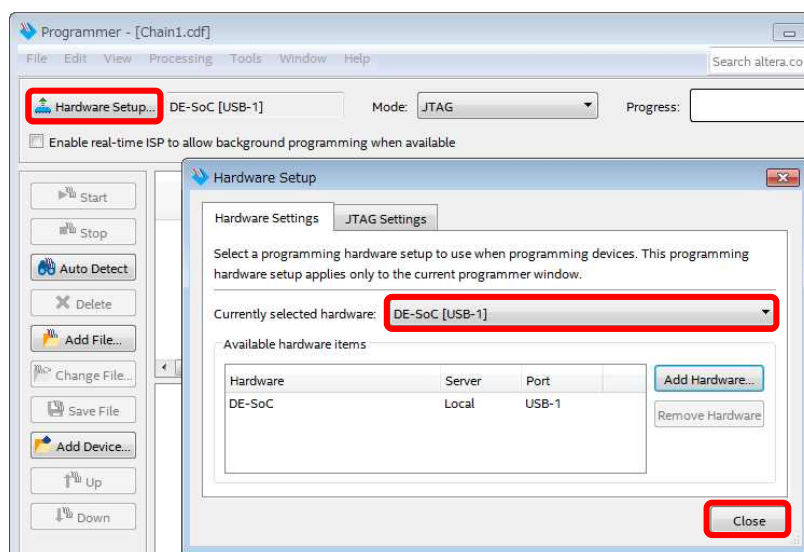 Programmer - [Chain1.cdf]
File Edit View Processing Tools Window Help
Search altera.co
Hardware Setup... DE-SoC [USB-1] Mode: JTAG Progress:
Enable real-time ISP to allow background programming when available
Hardware Setup
Start
Stop
Auto Detect
Delete
Add File...
Change File...
Save File
Add Device...
Up
Down
Hardware Settings JTAG Settings
Select a programming hardware setup to use when programming devices. This programming
hardware setup applies only to the current programmer window.
Currently selected hardware: DE-SoC [USB-1]
Available hardware items
Hardware Server Port
DE-SoC Local USB-1
Add Hardware...
Remove Hardware
Close